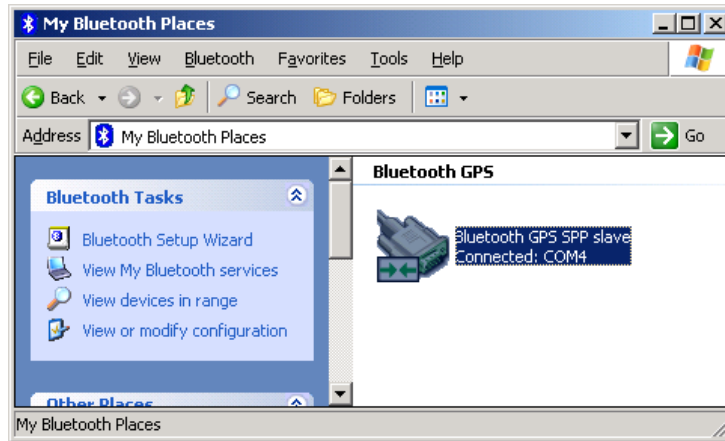 My Bluetooth Places
File Edit View Bluetooth Favorites Tools Help
Back Search Folders
Address My Bluetooth Places Go
Bluetooth Tasks
Bluetooth Setup Wizard
View My Bluetooth services
View devices in range
View or modify configuration
Other Places
Bluetooth GPS
Bluetooth GPS SPP slave
Connected: COM4
My Bluetooth Places